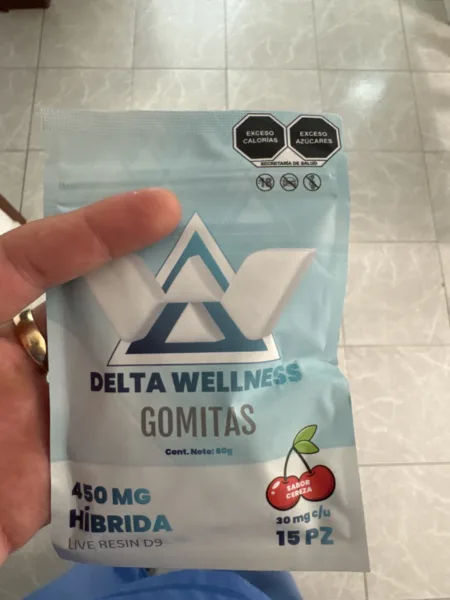 EXCESO
CALORÍAS
EXCESO
AZÚCARES
SECRETARÍA DE SALUD
DELTA WELLNESS
GOMITAS
Cont. Neto: 60g
SABOR
CEREZA
450 MG
HíBRIDA
LIVE RESIN D9
30 mg c/u
15 PZ